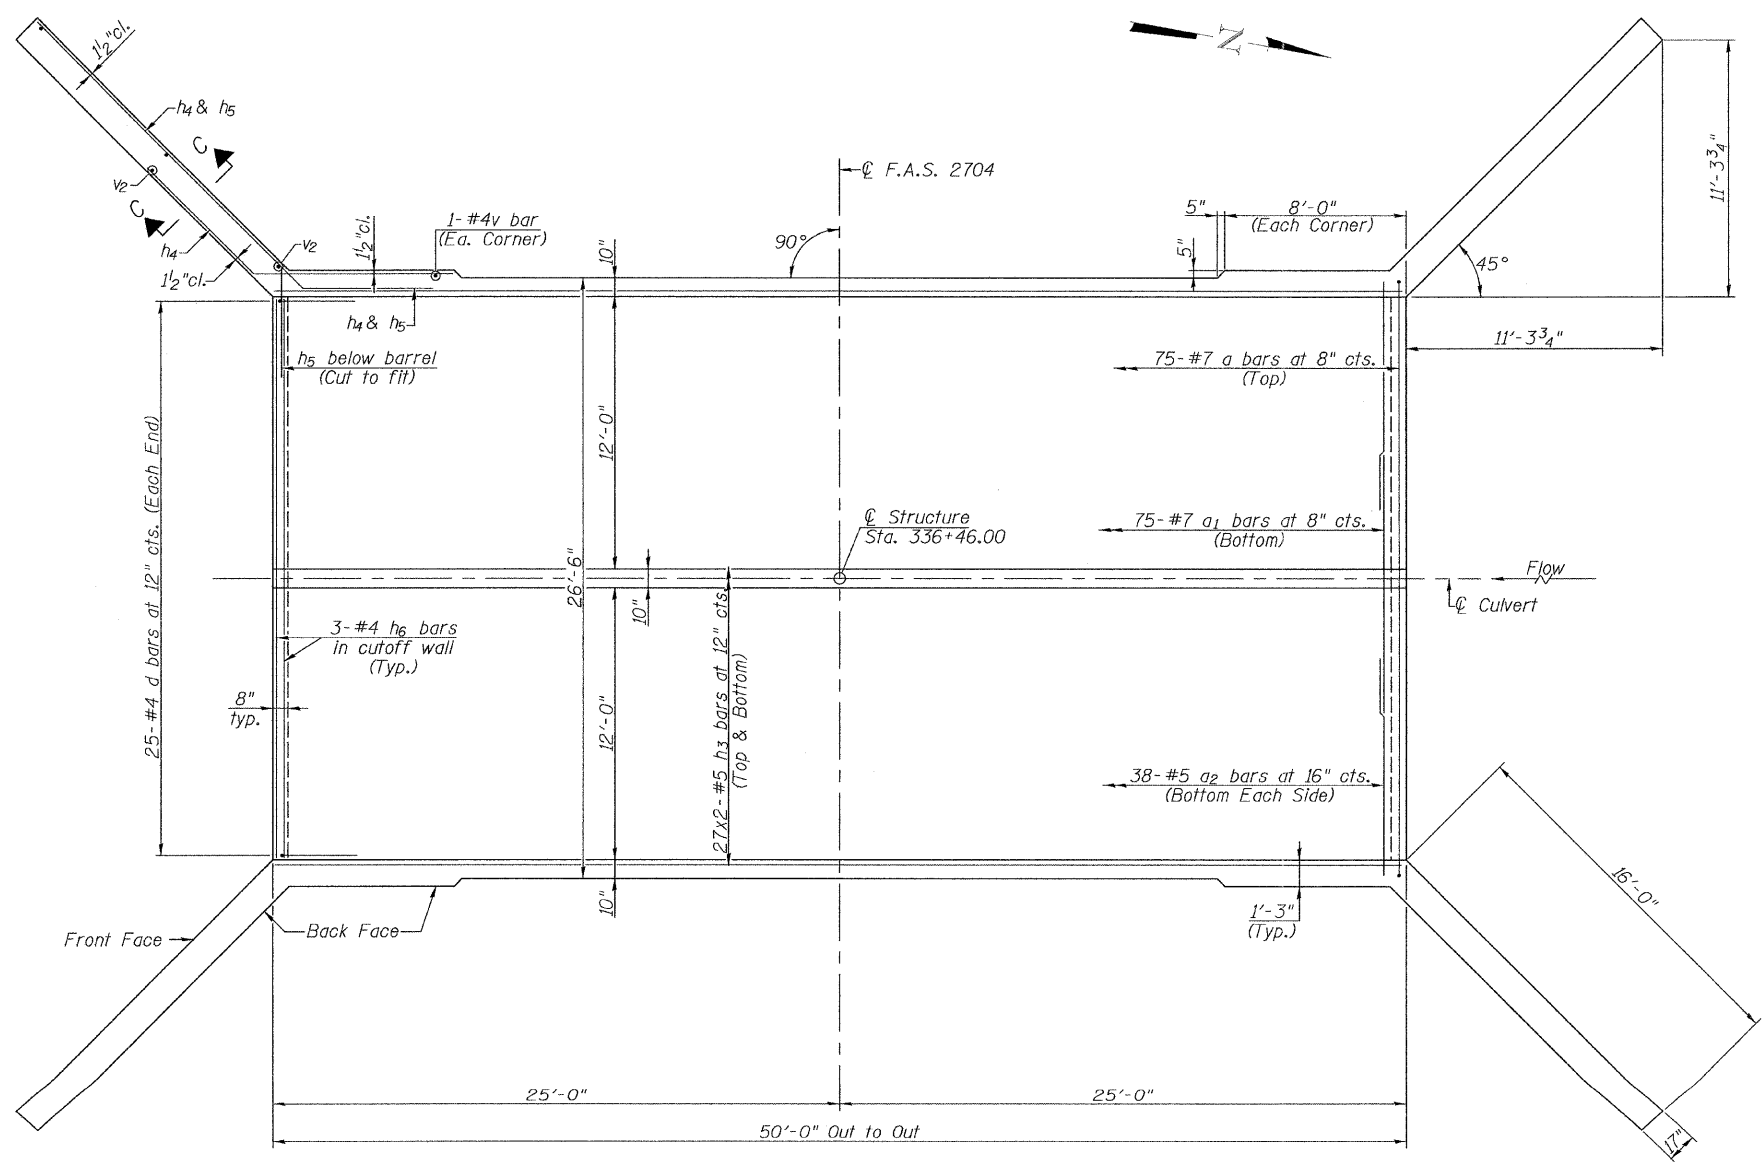 1½"cl.
N
h4 & h5
C
11'-3¾"
℄ F.A.S. 2704
v2
C
1- #4v bar
(Ea. Corner)
1½"cl.
5"
8'-0"
(Each Corner)
v2
90°
10"
5"
45°
h4
1½"cl.
h4 & h5
11'-3¾"
h5 below barrel
(Cut to fit)
75- #7 a bars at 8" cts.
(Top)
12'-0"
25- #4 d bars at 12" cts. (Each End)
℄ Structure
Sta. 336+46.00
75- #7 a1 bars at 8" cts.
(Bottom)
26'-6"
Flow
10"
℄ Culvert
3- #4 h6 bars
in cutoff wall
(Typ.)
8"
typ.
12'-0"
27x2- #5 h3 bars at 12" cts.
(Top & Bottom)
38- #5 a2 bars at 16" cts.
(Bottom Each Side)
16'-0"
10"
1'-3"
(Typ.)
Front Face
Back Face
25'-0"
25'-0"
50'-0" Out to Out
17"